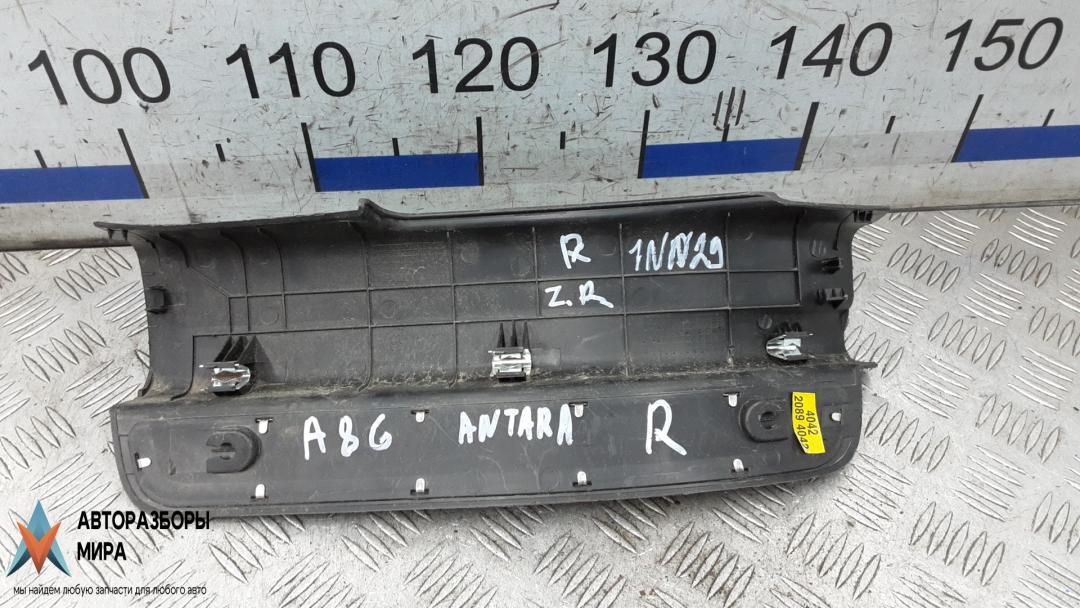 100 110 120 130 140 150
R 1NN29
Z.R
A86 ANTARA R
4042
2089 4042
АВТОРАЗБОРЫ
МИРА
мы найдем любую запчасти для любого авто